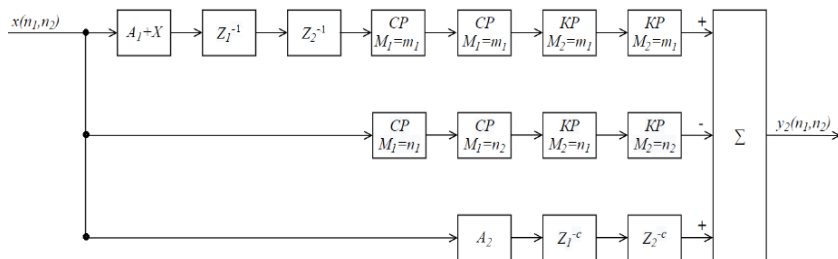 x(n₁,n₂)
A₁+X
Z₁⁻¹
Z₂⁻¹
CP
M₁=m₁
CP
M₁=m₁
KP
M₂=m₁
KP
M₂=m₁
+
CP
M₁=n₁
CP
M₁=n₂
KP
M₂=n₁
KP
M₂=n₂
-
Σ
y₂(n₁,n₂)
A₂
Z₁⁻ᶜ
Z₂⁻ᶜ
+